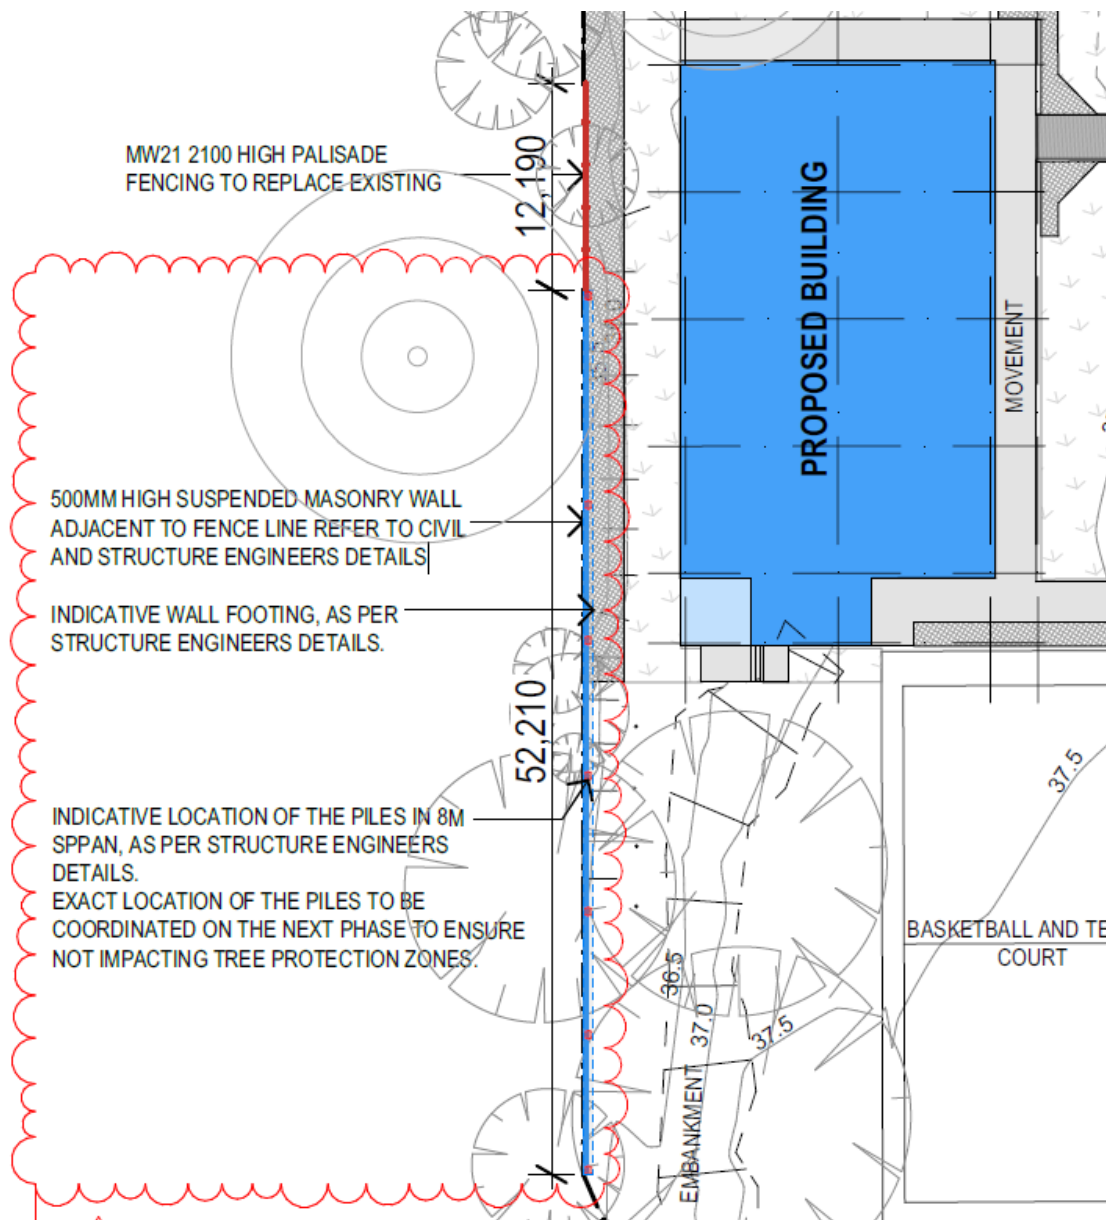 MW21 2100 HIGH PALISADE
FENCING TO REPLACE EXISTING
12,190
PROPOSED BUILDING
MOVEMENT
500MM HIGH SUSPENDED MASONRY WALL
ADJACENT TO FENCE LINE REFER TO CIVIL
AND STRUCTURE ENGINEERS DETAILS
INDICATIVE WALL FOOTING, AS PER
STRUCTURE ENGINEERS DETAILS.
52,210
INDICATIVE LOCATION OF THE PILES IN 8M
SPPAN, AS PER STRUCTURE ENGINEERS
DETAILS.
EXACT LOCATION OF THE PILES TO BE
COORDINATED ON THE NEXT PHASE TO ENSURE
NOT IMPACTING TREE PROTECTION ZONES.
37.5
BASKETBALL AND TE
COURT
36.5
37.0
37.5
EMBANKMENT